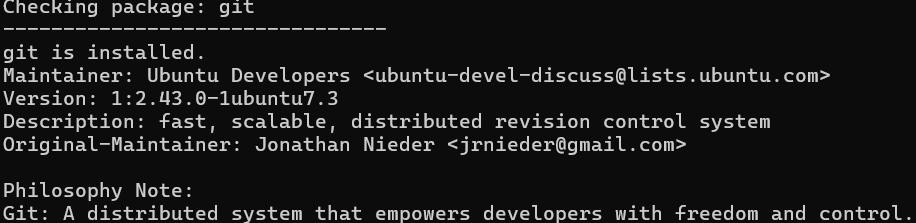 Checking package: git
--------------------------------
git is installed.
Maintainer: Ubuntu Developers <ubuntu-devel-discuss@lists.ubuntu.com>
Version: 1:2.43.0-1ubuntu7.3
Description: fast, scalable, distributed revision control system
Original-Maintainer: Jonathan Nieder <jrnieder@gmail.com>

Philosophy Note:
Git: A distributed system that empowers developers with freedom and control.